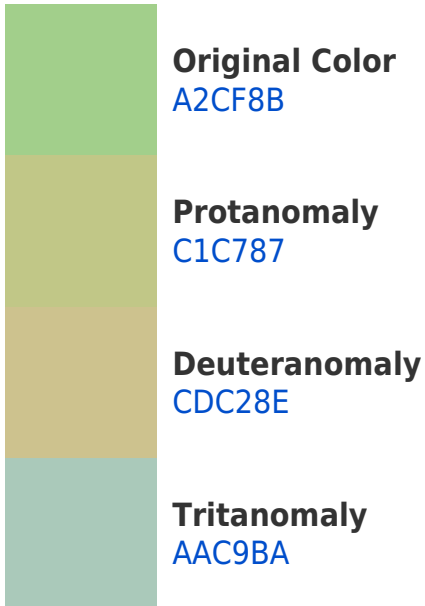 Original Color
A2CF8B
Protanomaly
C1C787
Deuteranomaly
CDC28E
Tritanomaly
AAC9BA